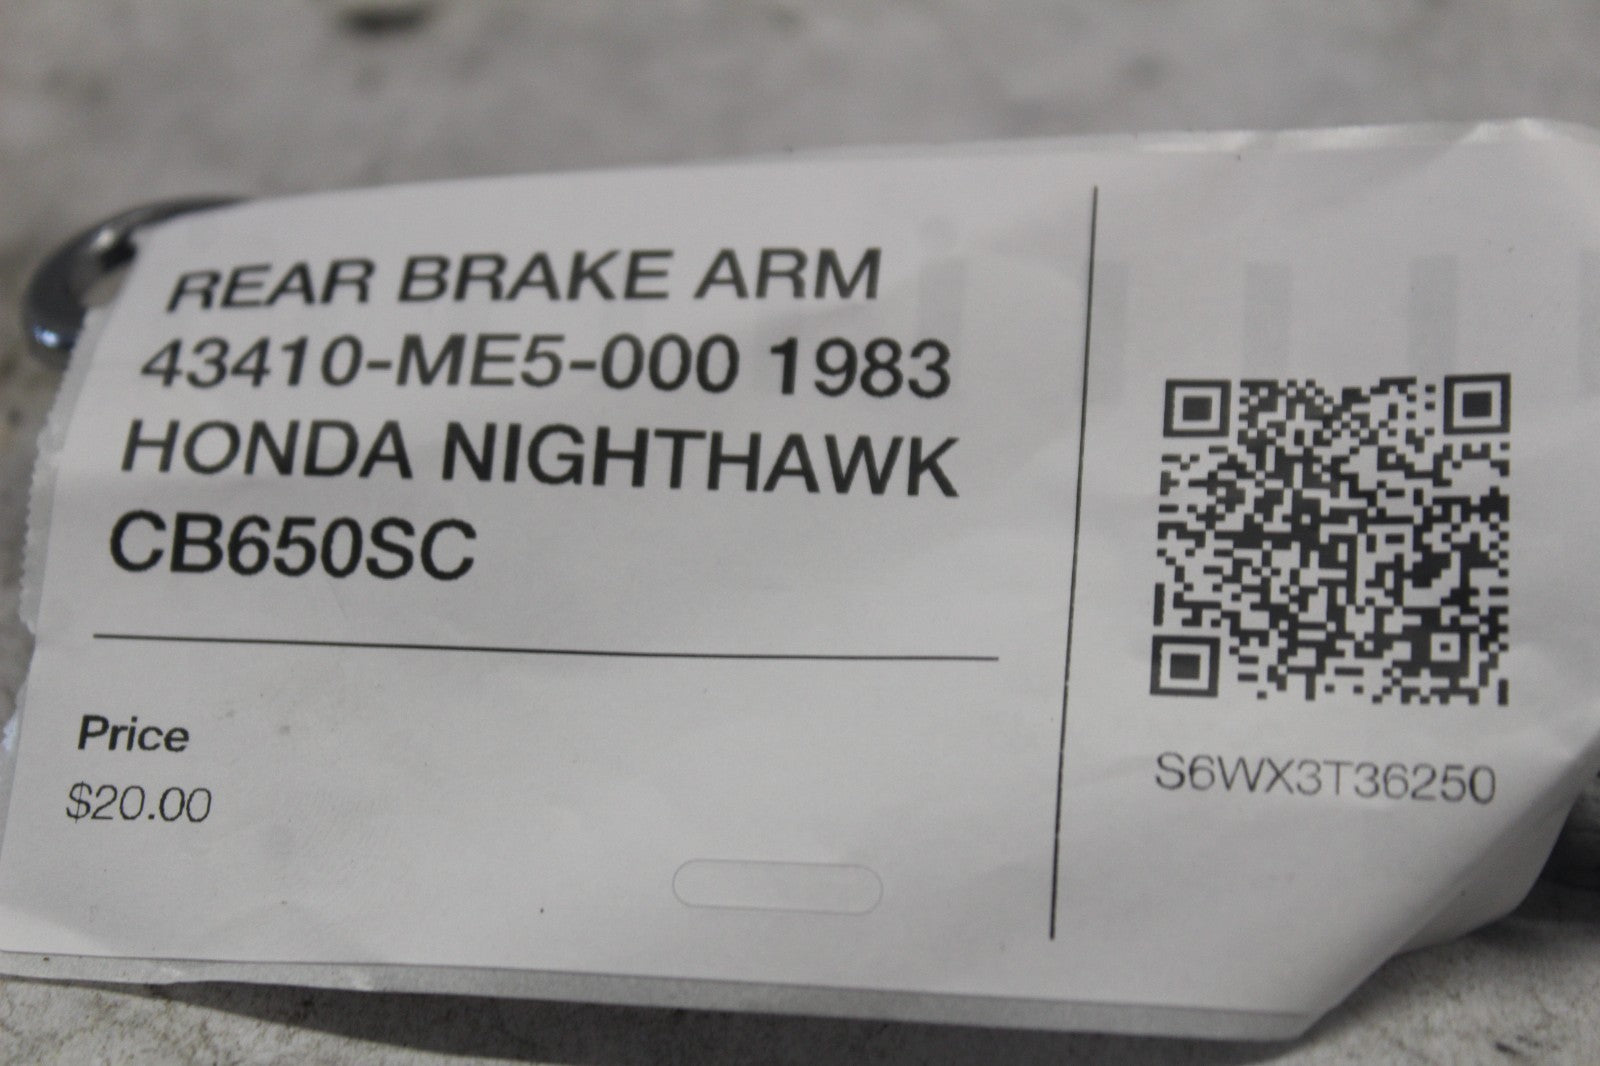 REAR BRAKE ARM
43410-ME5-000 1983
HONDA NIGHTHAWK
CB650SC
Price
$20.00
S6WX3T36250